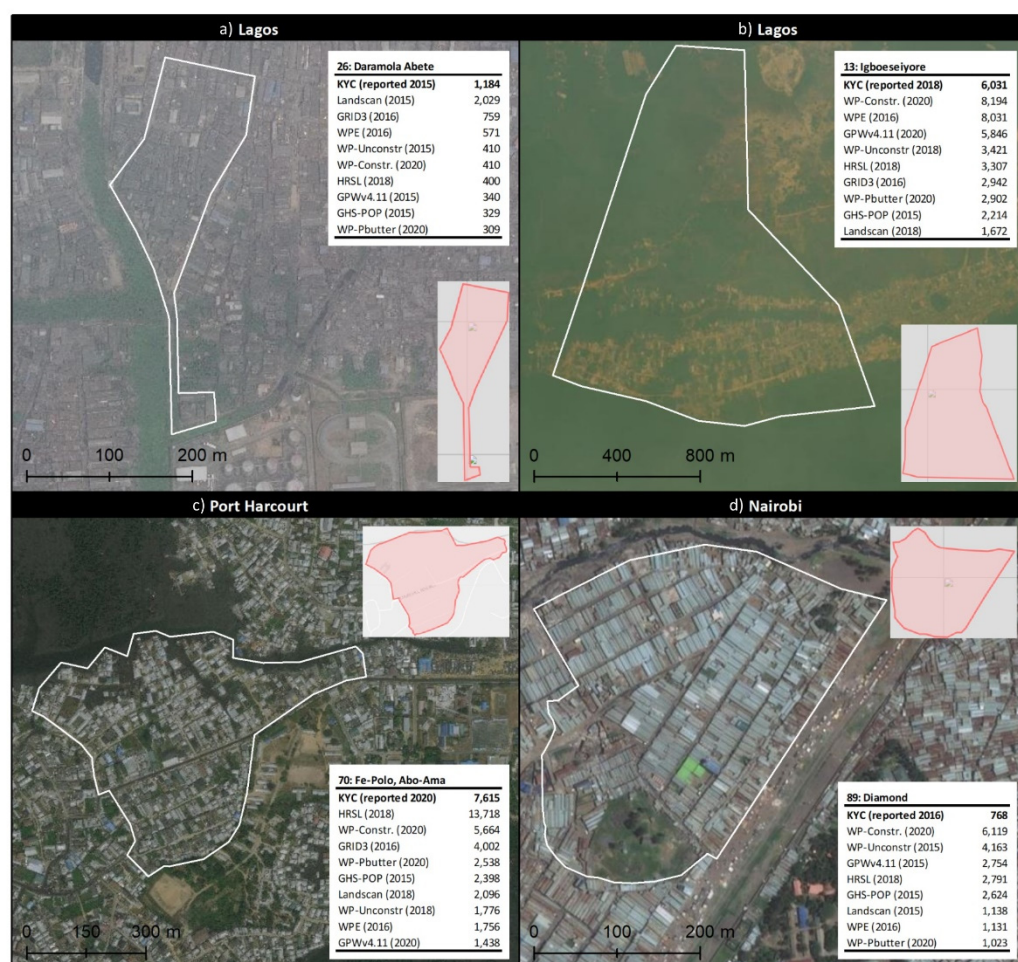 a) Lagos
26: Daramola Abete
KYC (reported 2015) 1,184
Landscan (2015) 2,029
GRID3 (2016) 759
WPE (2016) 571
WP-Unconstr (2015) 410
WP-Constr. (2020) 410
HRSL (2018) 400
GPWv4.11 (2015) 340
GHS-POP (2015) 329
WP-Pbutter (2020) 309
0 100 200 m
b) Lagos
13: Igboeseiyore
KYC (reported 2018) 6,031
WP-Constr. (2020) 8,194
WPE (2016) 8,031
GPWv4.11 (2020) 5,846
WP-Unconstr (2018) 3,421
HRSL (2018) 3,307
GRID3 (2016) 2,942
WP-Pbutter (2020) 2,902
GHS-POP (2015) 2,214
Landscan (2018) 1,672
0 400 800 m
c) Port Harcourt
70: Fe-Polo, Abo-Ama
KYC (reported 2020) 7,615
HRSL (2018) 13,718
WP-Constr. (2020) 5,664
GRID3 (2016) 4,002
WP-Pbutter (2020) 2,538
GHS-POP (2015) 2,398
Landscan (2018) 2,096
WP-Unconstr (2018) 1,776
WPE (2016) 1,756
GPWv4.11 (2020) 1,438
0 150 300 m
d) Nairobi
89: Diamond
KYC (reported 2016) 768
WP-Constr. (2020) 6,119
WP-Unconstr (2015) 4,163
GPWv4.11 (2015) 2,754
HRSL (2018) 2,791
GHS-POP (2015) 2,624
Landscan (2015) 1,138
WPE (2016) 1,131
WP-Pbutter (2020) 1,023
0 100 200 m